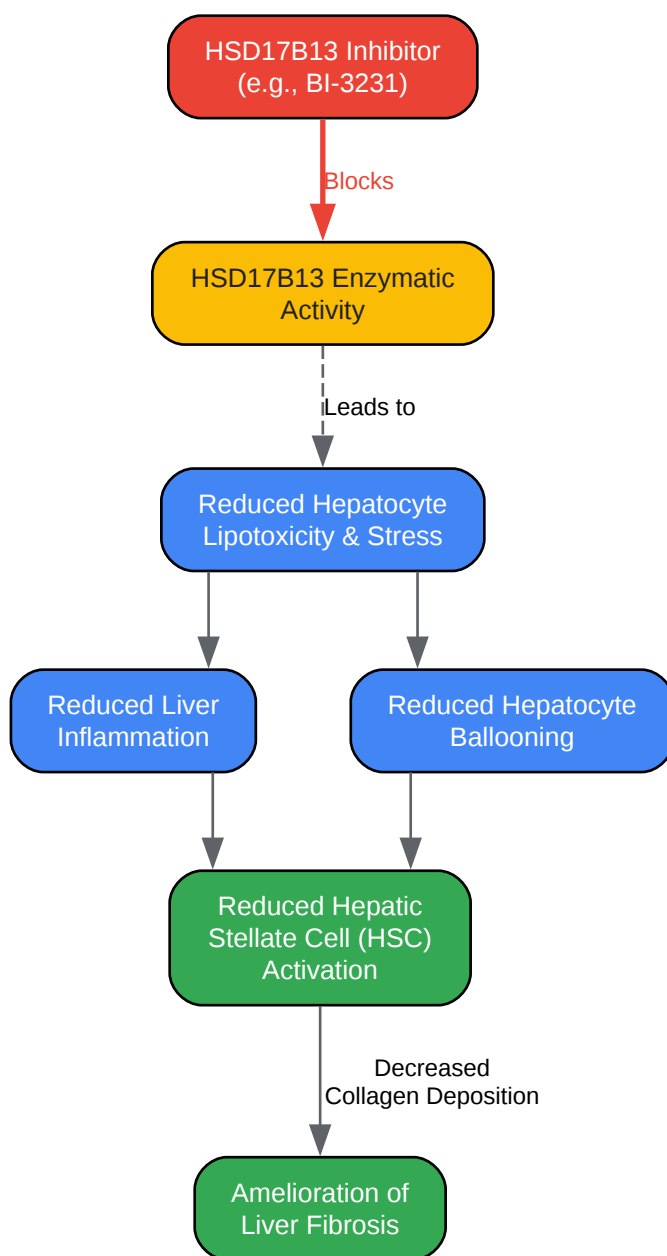 HSD17B13 Inhibitor
(e.g., BI-3231)
Blocks
HSD17B13 Enzymatic
Activity
Leads to
Reduced Hepatocyte
Lipotoxicity & Stress
Reduced Liver
Inflammation
Reduced Hepatocyte
Ballooning
Reduced Hepatic
Stellate Cell (HSC)
Activation
Decreased
Collagen Deposition
Amelioration of
Liver Fibrosis